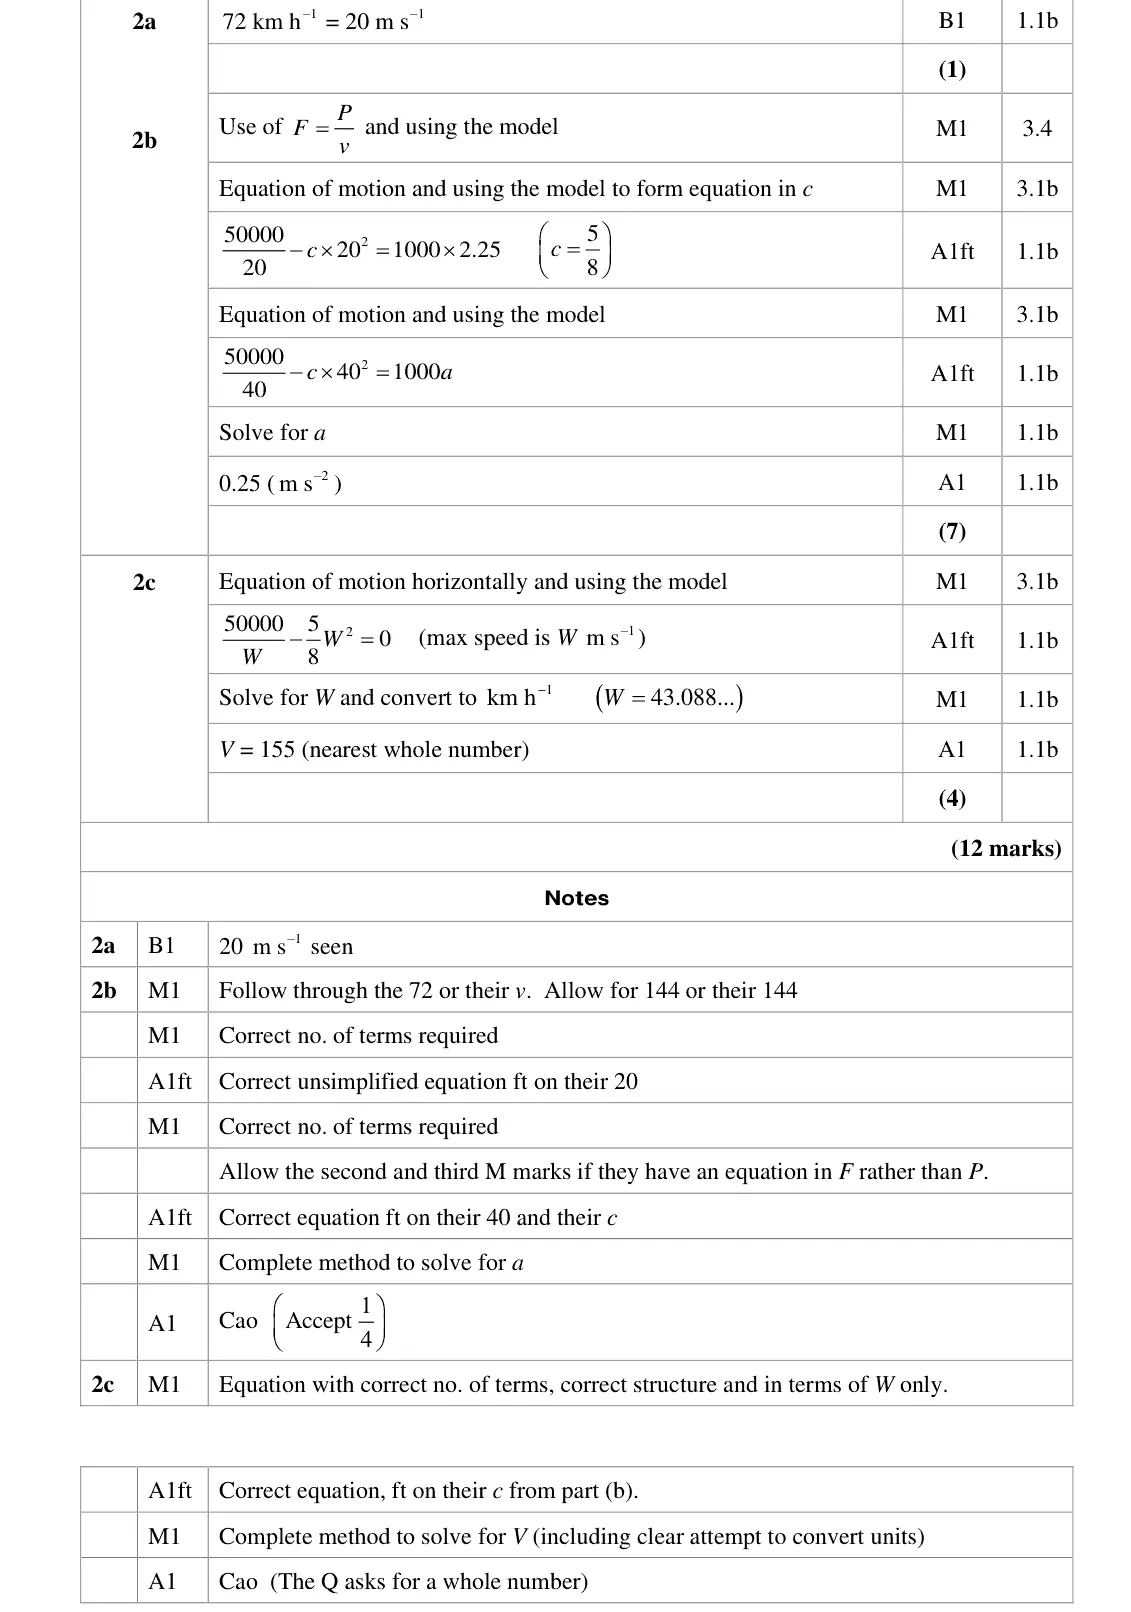 2a 72 km h⁻¹ = 20 m s⁻¹ B1 1.1b
(1)
2b Use of F = P/v and using the model M1 3.4
Equation of motion and using the model to form equation in c M1 3.1b
50000/20 − c × 20² = 1000 × 2.25 (c = 5/8) A1ft 1.1b
Equation of motion and using the model M1 3.1b
50000/40 − c × 40² = 1000a A1ft 1.1b
Solve for a M1 1.1b
0.25 ( m s⁻² ) A1 1.1b
(7)
2c Equation of motion horizontally and using the model M1 3.1b
50000/W − 5/8 W² = 0 (max speed is W m s⁻¹ ) A1ft 1.1b
Solve for W and convert to km h⁻¹ (W = 43.088...) M1 1.1b
V = 155 (nearest whole number) A1 1.1b
(4)
(12 marks)
Notes
2a B1 20 m s⁻¹ seen
2b M1 Follow through the 72 or their v. Allow for 144 or their 144
M1 Correct no. of terms required
A1ft Correct unsimplified equation ft on their 20
M1 Correct no. of terms required
Allow the second and third M marks if they have an equation in F rather than P.
A1ft Correct equation ft on their 40 and their c
M1 Complete method to solve for a
A1 Cao (Accept 1/4)
2c M1 Equation with correct no. of terms, correct structure and in terms of W only.
A1ft Correct equation, ft on their c from part (b).
M1 Complete method to solve for V (including clear attempt to convert units)
A1 Cao (The Q asks for a whole number)